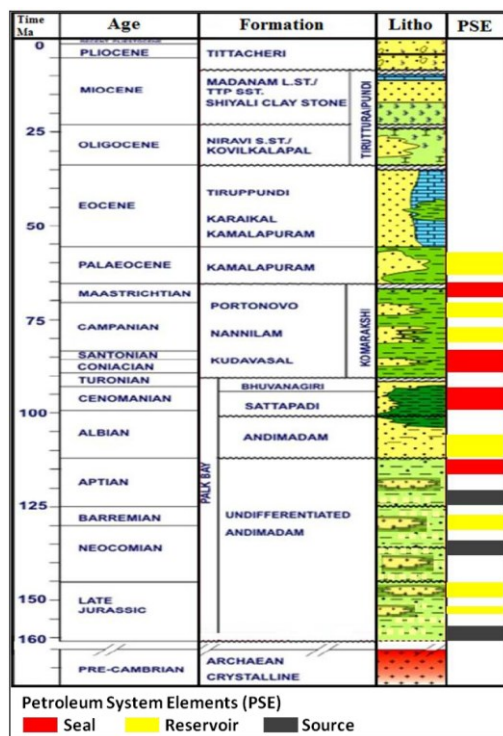 Time
Ma
Age
Formation
Litho
PSE
0
RECENT PLEISTOCENE
PLIOCENE
TITTACHERI
MIOCENE
MADANAM L.ST./
TTP SST.
SHIYALI CLAY STONE
TIRUTTURAIPUNDI
25
OLIGOCENE
NIRAVI S.ST./
KOVILKALAPAL
EOCENE
TIRUPPUNDI
KARAIKAL
KAMALAPURAM
50
PALAEOCENE
KAMALAPURAM
MAASTRICHTIAN
PORTONOVO
KOMARAKSHI
75
CAMPANIAN
NANNILAM
SANTONIAN
KUDAVASAL
CONIACIAN
TURONIAN
BHUVANAGIRI
CENOMANIAN
SATTAPADI
100
ALBIAN
ANDIMADAM
PALK BAY
APTIAN
125
BARREMIAN
UNDIFFERENTIATED
ANDIMADAM
NEOCOMIAN
150
LATE
JURASSIC
160
PRE-CAMBRIAN
ARCHAEAN
CRYSTALLINE
Petroleum System Elements (PSE)
Seal
Reservoir
Source